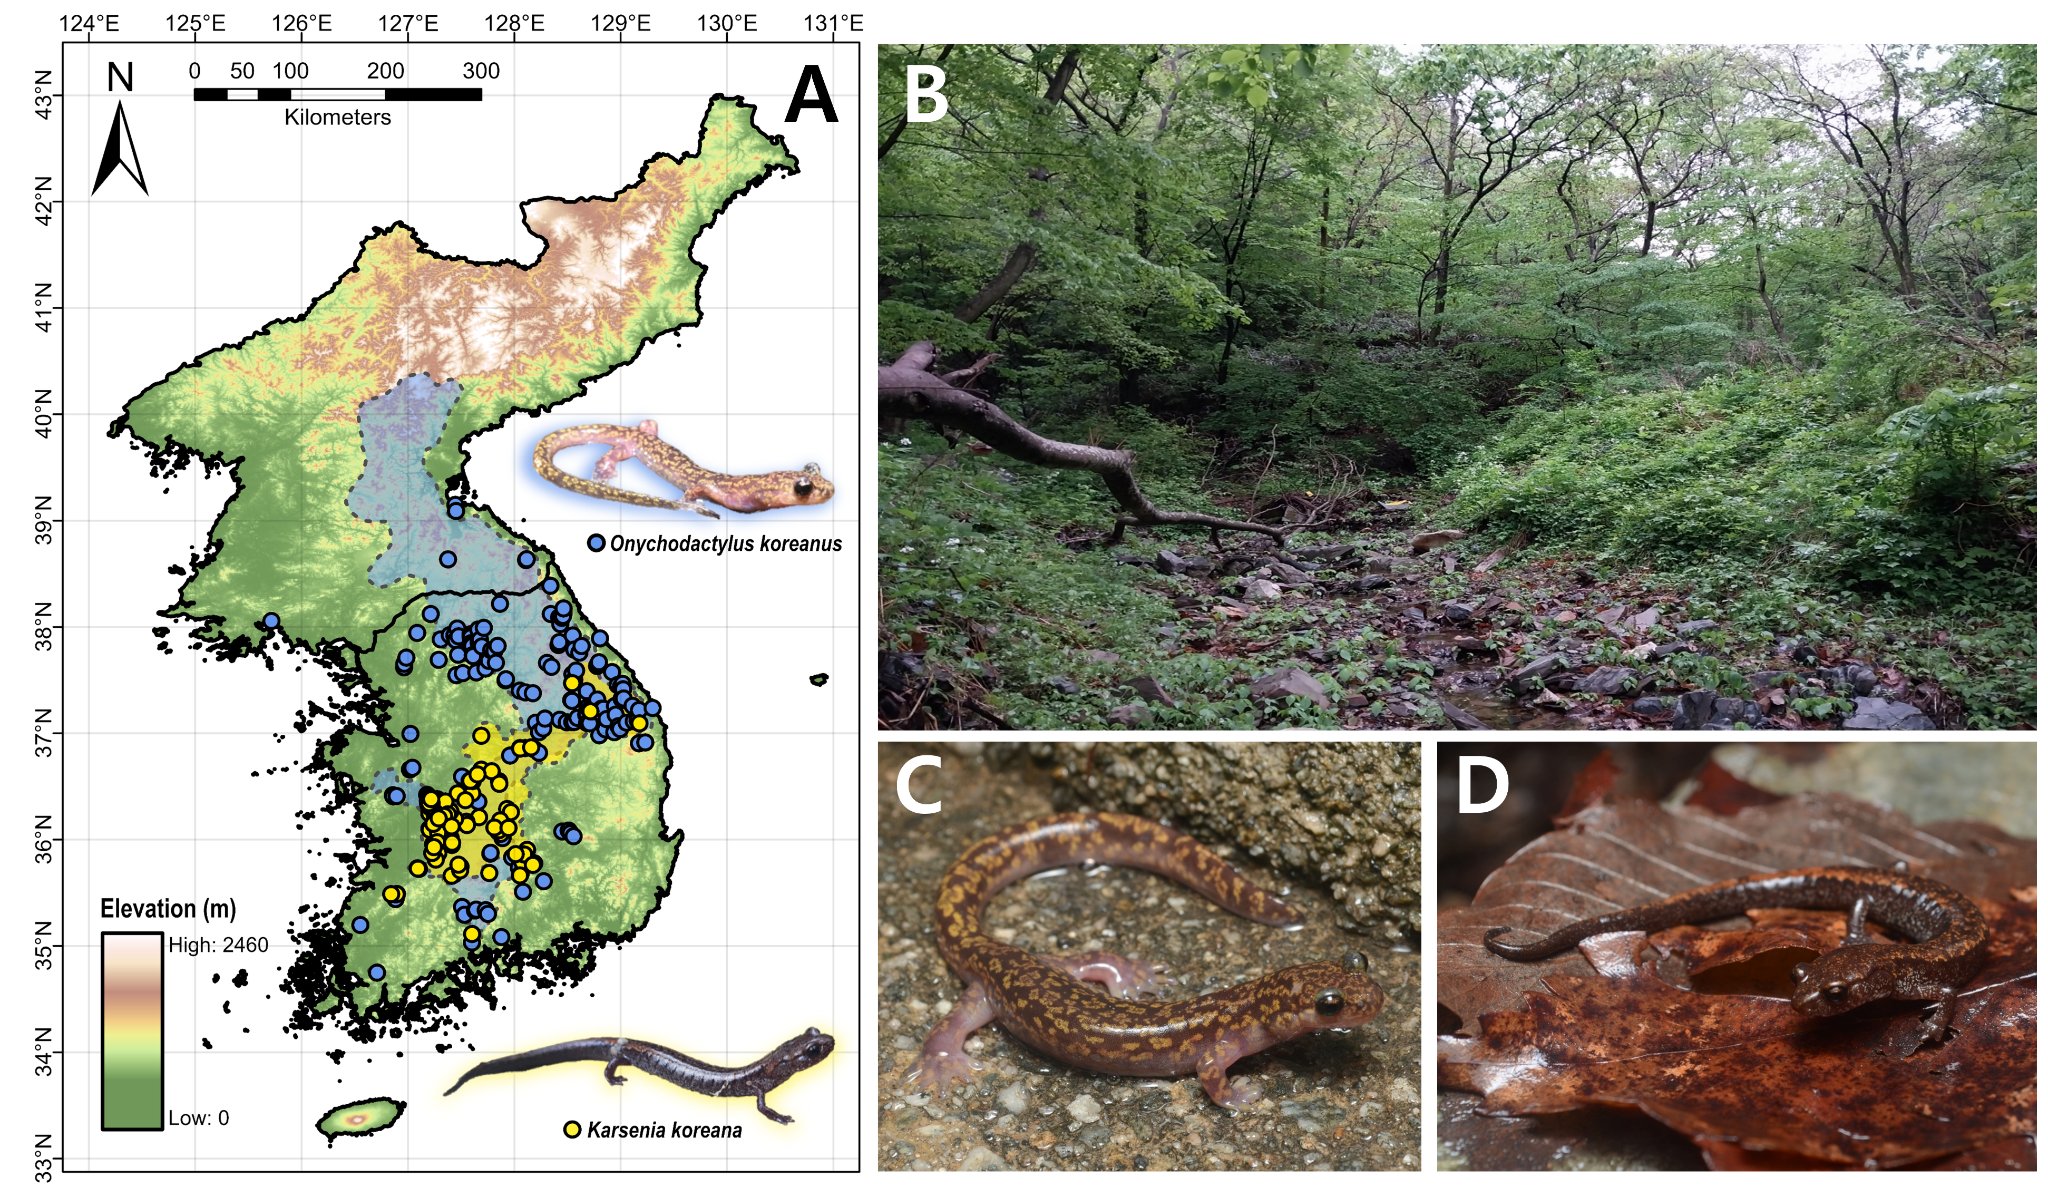 124°E 125°E 126°E 127°E 128°E 129°E 130°E 131°E
N
0 50 100 200 300
Kilometers
A
43°N
42°N
41°N
40°N
39°N
38°N
37°N
36°N
35°N
34°N
33°N
Onychodactylus koreanus
Elevation (m)
High: 2460
Low: 0
Karsenia koreana
B
C
D